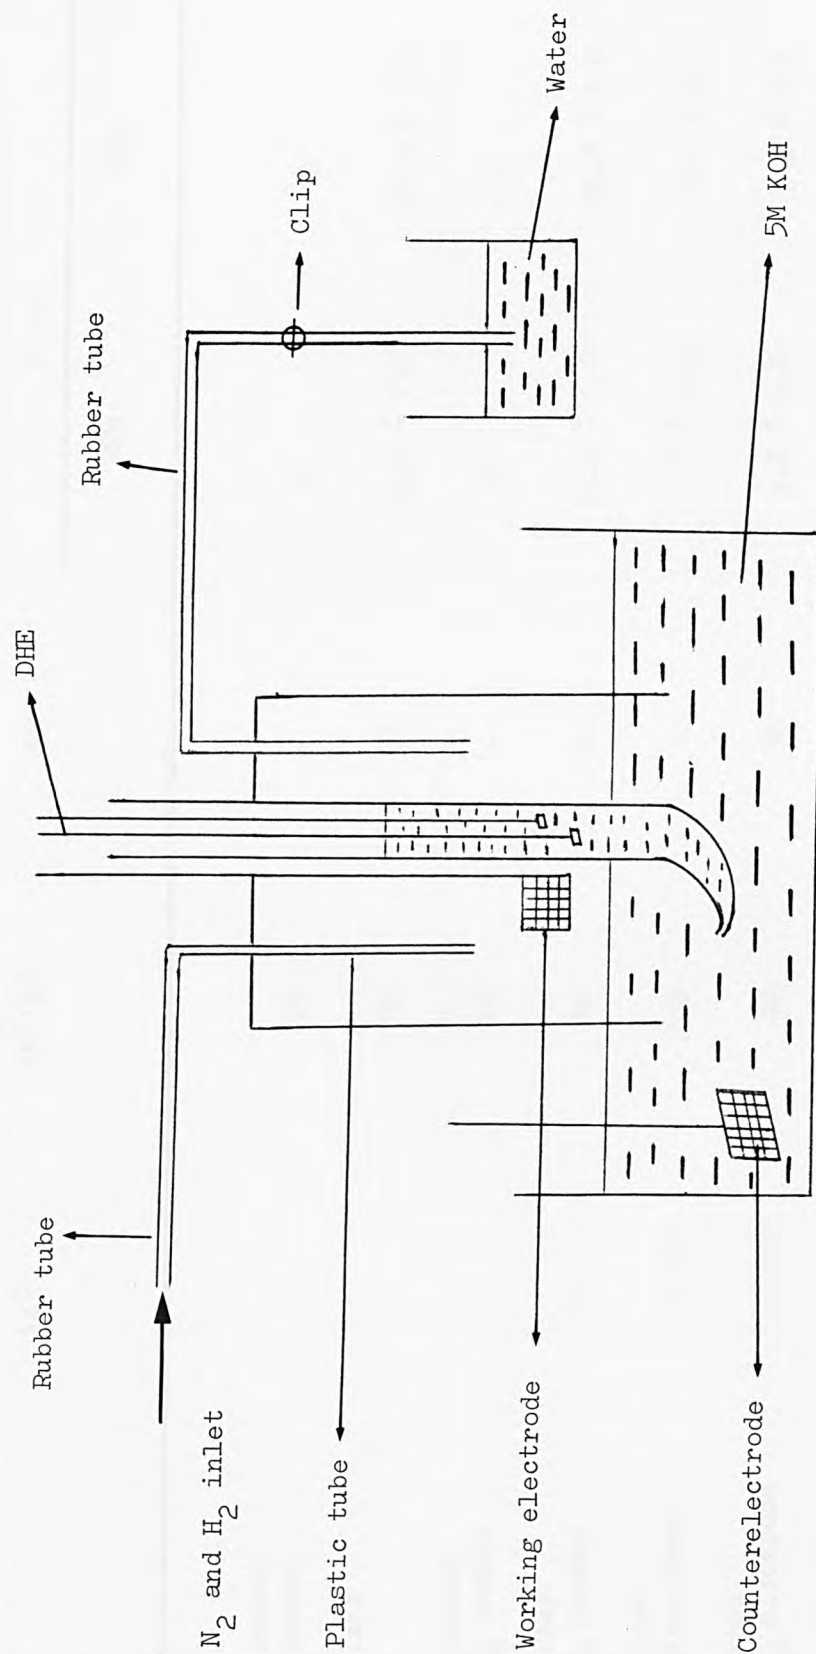 DHE
Rubber tube
Clip
Water
5M KOH
Rubber tube
N₂ and H₂ inlet
Plastic tube
Working electrode
Counterelectrode